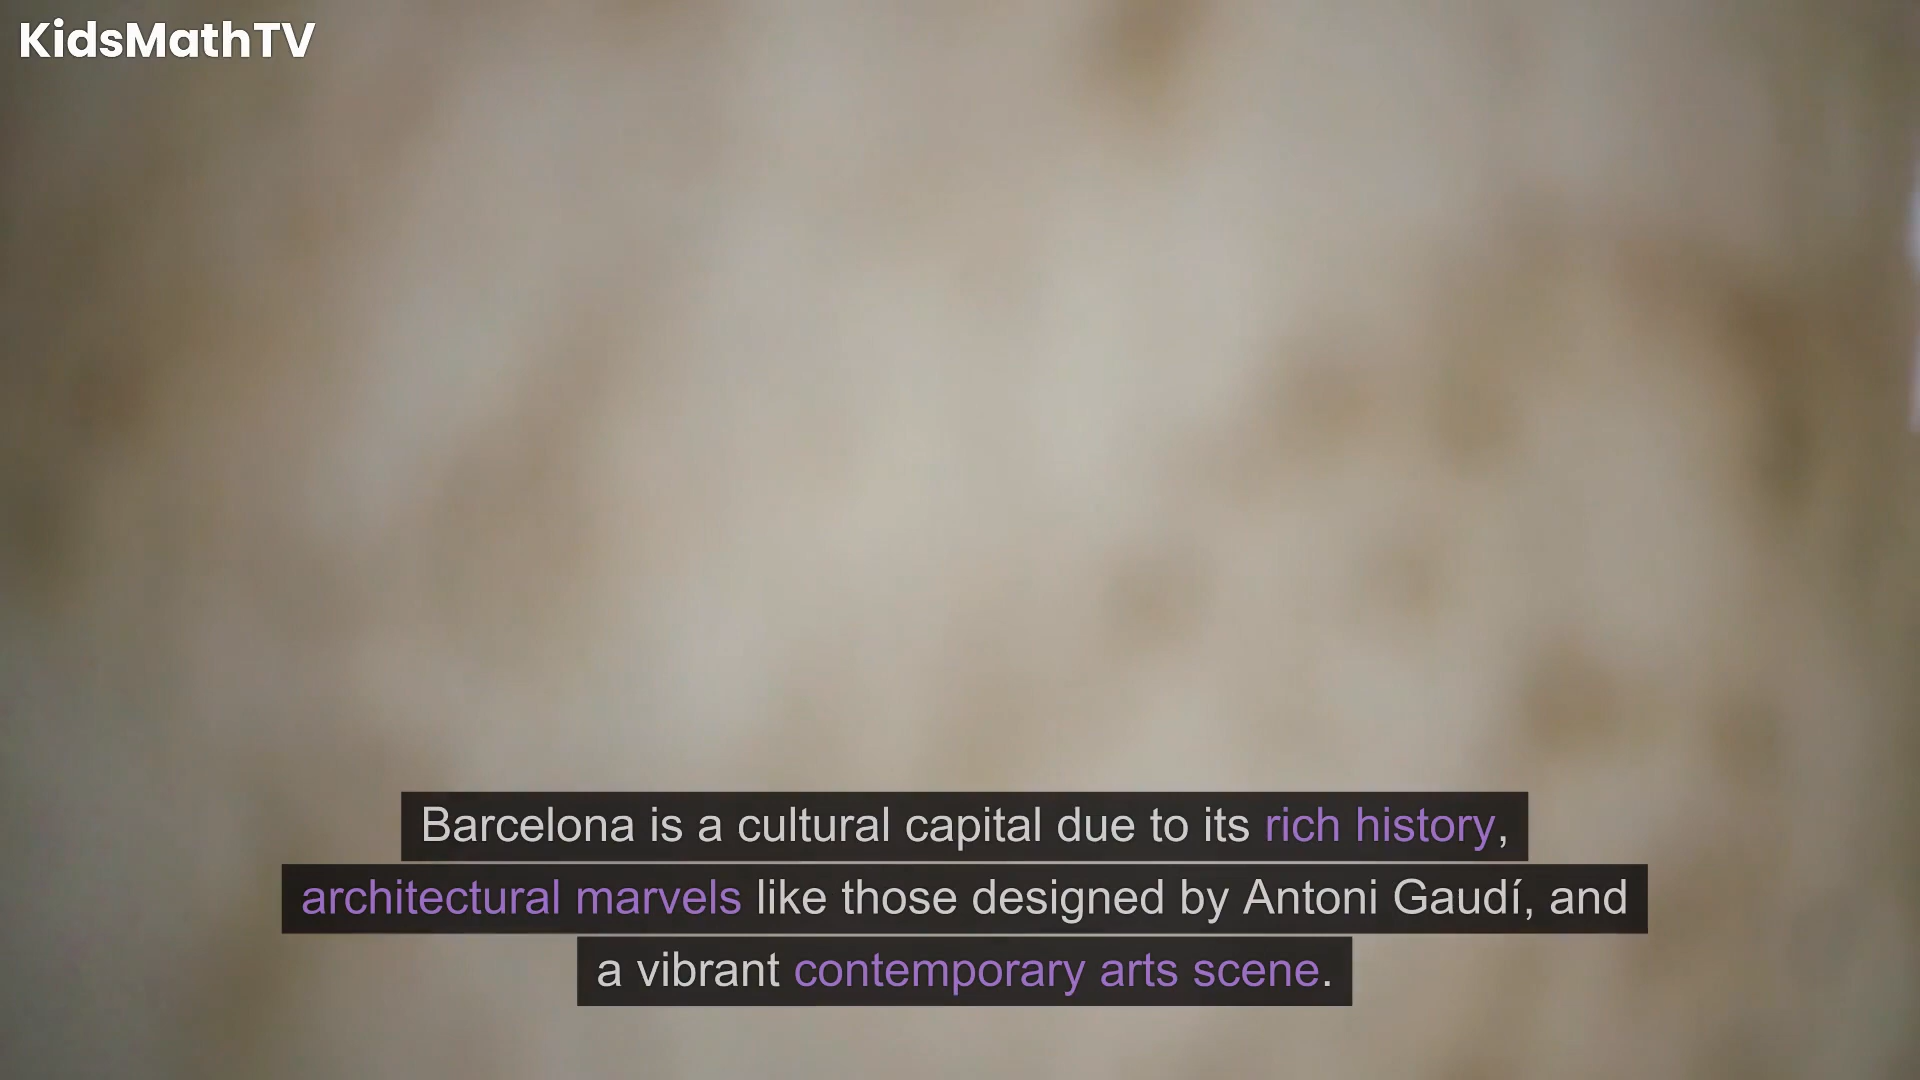 KidsMathTV
Barcelona is a cultural capital due to its rich history,
architectural marvels like those designed by Antoni Gaudí, and
a vibrant contemporary arts scene.